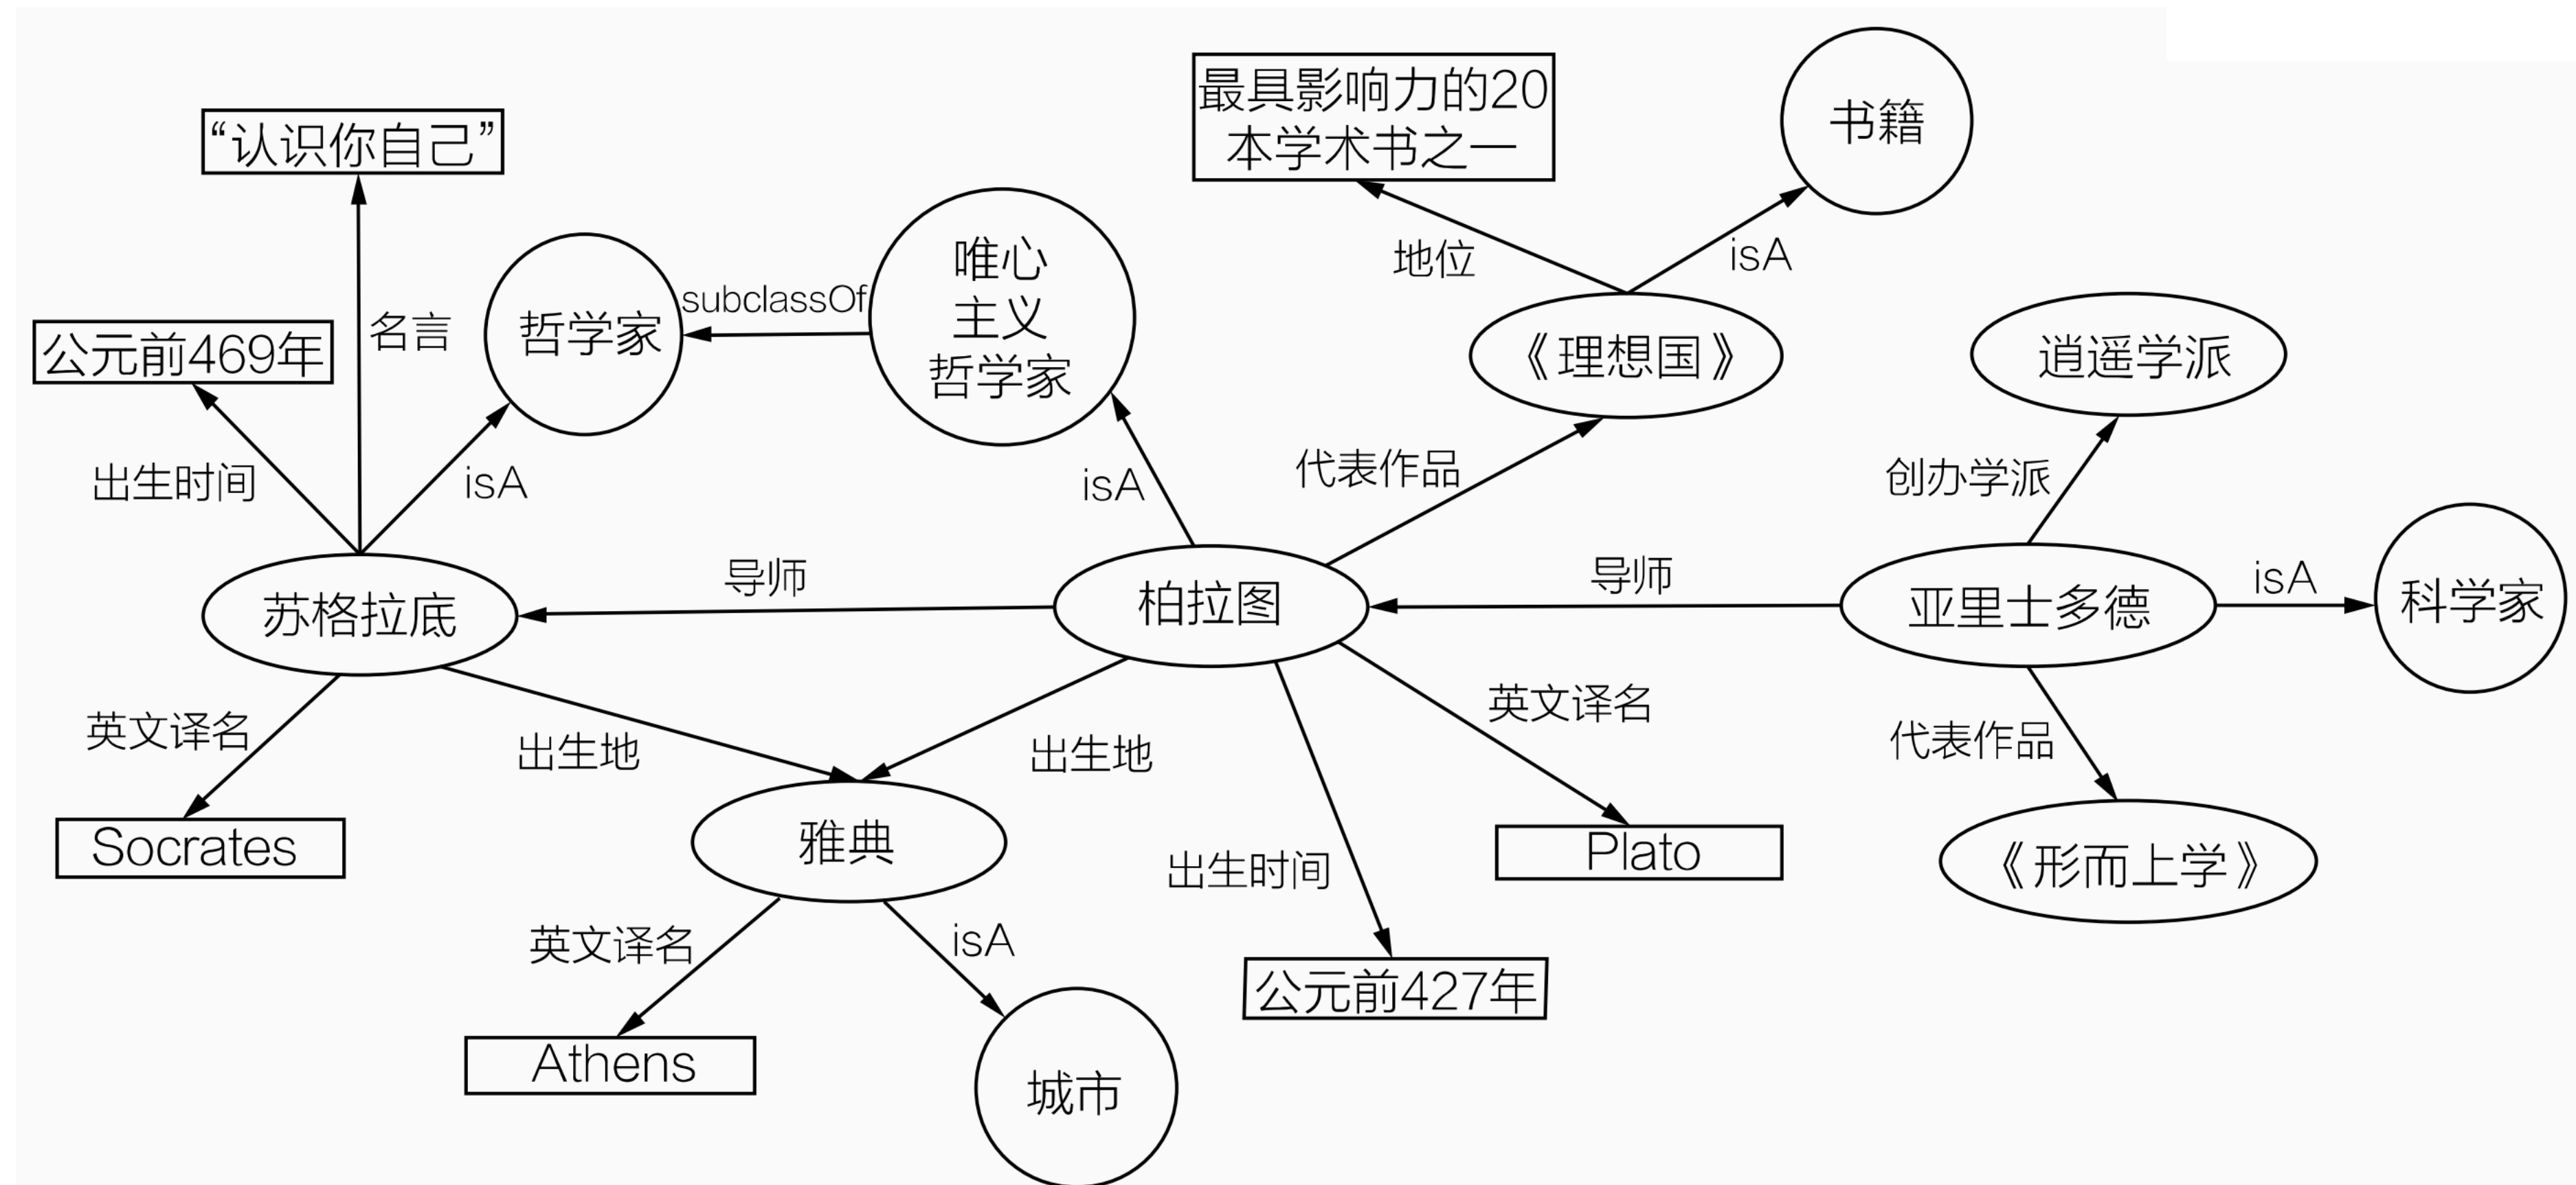 最具影响力的20
本学术书之一
书籍
“认识你自己”
唯心
主义
哲学家
subclassOf
哲学家
地位
isA
公元前469年
名言
《理想国》
逍遥学派
出生时间
isA
isA
代表作品
创办学派
苏格拉底
导师
柏拉图
导师
亚里士多德
isA
科学家
英文译名
出生地
出生地
英文译名
代表作品
Socrates
雅典
出生时间
Plato
《形而上学》
英文译名
isA
公元前427年
Athens
城市